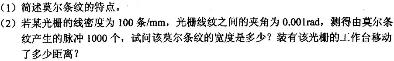 (1) 简述莫尔条纹的特点。
(2) 若某光栅的线密度为 100 条/mm，光栅线纹之间的夹角为 0.001rad，测得由莫尔条
纹产生的脉冲 1000 个，试问该莫尔条纹的宽度是多少？装有该光栅的工作台移动
了多少距离？